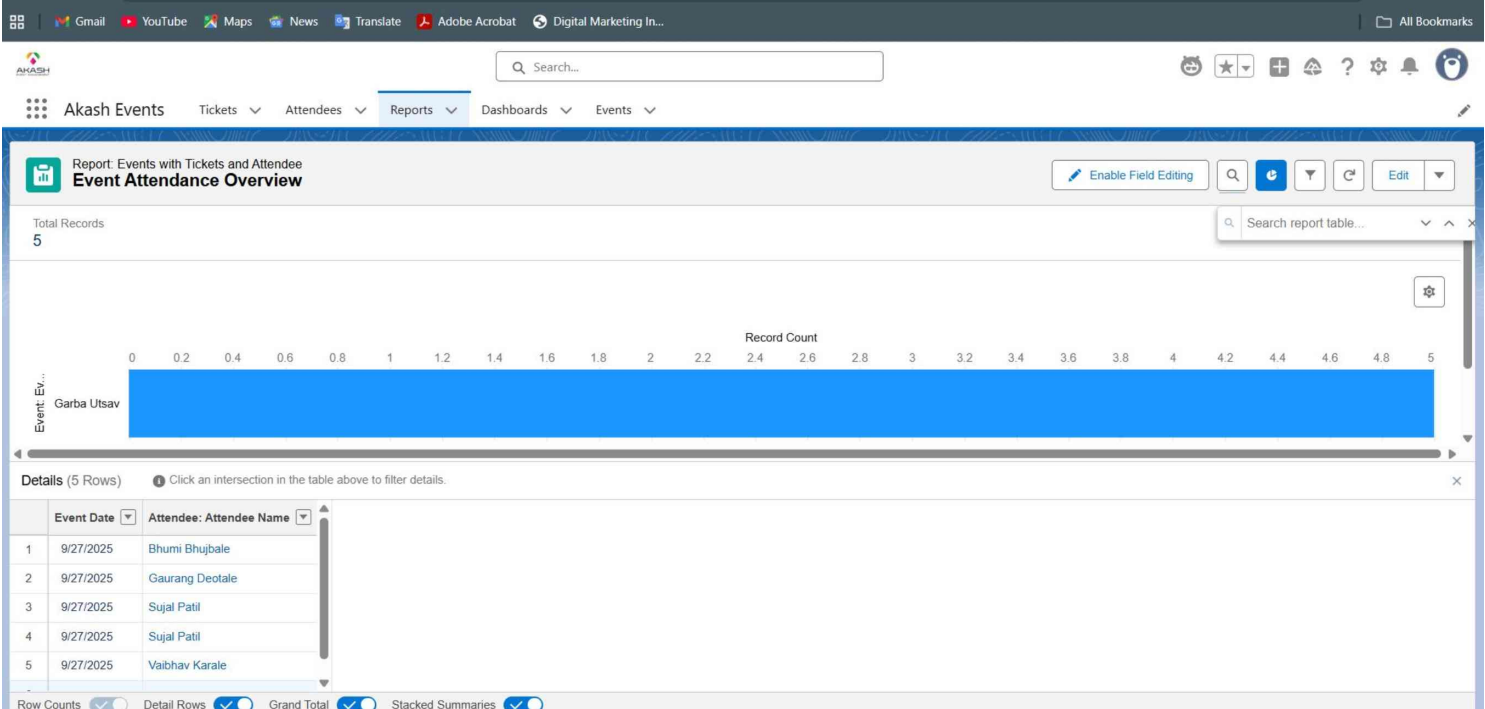 Gmail YouTube Maps News Translate Adobe Acrobat Digital Marketing In... All Bookmarks
AKASH
Search...
Akash Events Tickets Attendees Reports Dashboards Events
Report: Events with Tickets and Attendee
Event Attendance Overview
Enable Field Editing Edit
Total Records
5
Search report table...
Record Count
0 0.2 0.4 0.6 0.8 1 1.2 1.4 1.6 1.8 2 2.2 2.4 2.6 2.8 3 3.2 3.4 3.6 3.8 4 4.2 4.4 4.6 4.8 5
Event: Ev...
Garba Utsav
Details (5 Rows) Click an intersection in the table above to filter details.
Event Date Attendee: Attendee Name
1 9/27/2025 Bhumi Bhujbale
2 9/27/2025 Gaurang Deotale
3 9/27/2025 Sujal Patil
4 9/27/2025 Sujal Patil
5 9/27/2025 Vaibhav Karale
Row Counts Detail Rows Grand Total Stacked Summaries